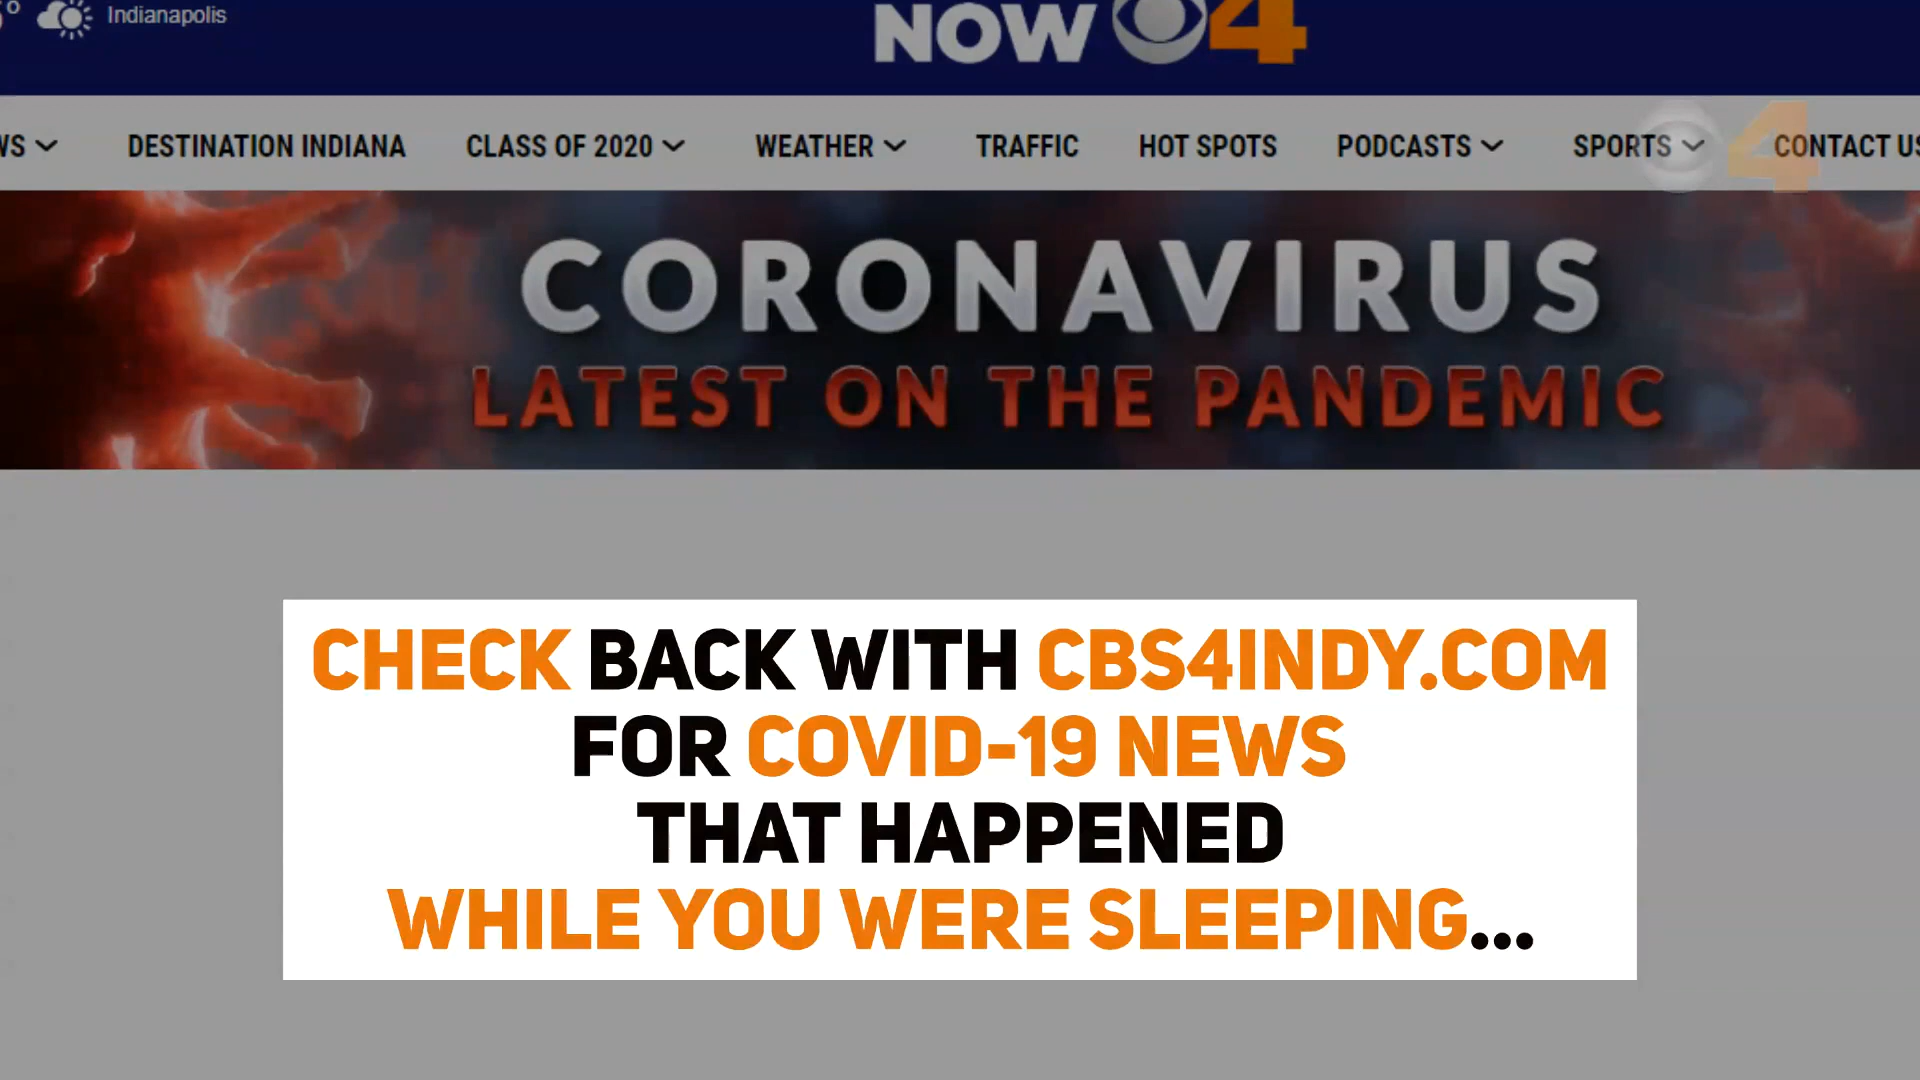 Indianapolis
NOW 4
DESTINATION INDIANA CLASS OF 2020 WEATHER TRAFFIC HOT SPOTS PODCASTS SPORTS CONTACT US
4
CORONAVIRUS
LATEST ON THE PANDEMIC
CHECK BACK WITH CBS4INDY.COM
FOR COVID-19 NEWS
THAT HAPPENED
WHILE YOU WERE SLEEPING...